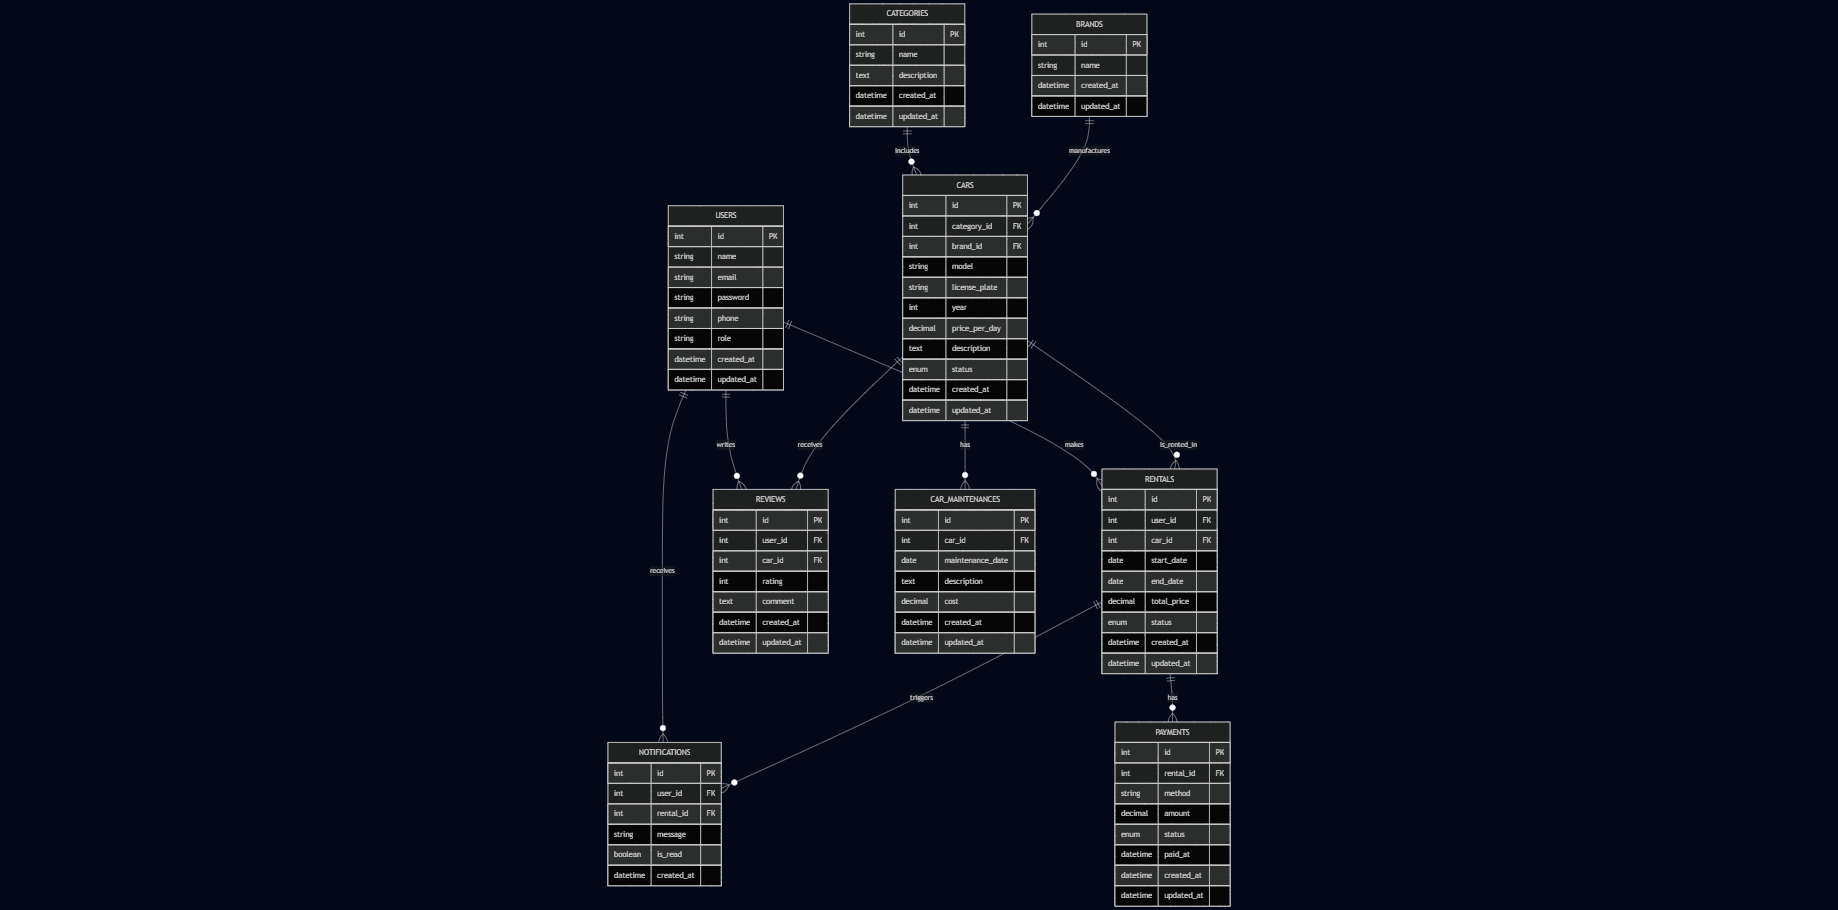 CATEGORIES
int id PK
string name
text description
datetime created_at
datetime updated_at
BRANDS
int id PK
string name
datetime created_at
datetime updated_at
includes
manufactures
CARS
int id PK
int category_id FK
int brand_id FK
string model
string license_plate
int year
decimal price_per_day
text description
enum status
datetime created_at
datetime updated_at
USERS
int id PK
string name
string email
string password
string phone
string role
datetime created_at
datetime updated_at
writes
receives
has
makes
is_rented_in
REVIEWS
int id PK
int user_id FK
int car_id FK
int rating
text comment
datetime created_at
datetime updated_at
CAR_MAINTENANCES
int id PK
int car_id FK
date maintenance_date
text description
decimal cost
datetime created_at
datetime updated_at
RENTALS
int id PK
int user_id FK
int car_id FK
date start_date
date end_date
decimal total_price
enum status
datetime created_at
datetime updated_at
receives
triggers
has
NOTIFICATIONS
int id PK
int user_id FK
int rental_id FK
string message
boolean is_read
datetime created_at
PAYMENTS
int id PK
int rental_id FK
string method
decimal amount
enum status
datetime paid_at
datetime created_at
datetime updated_at